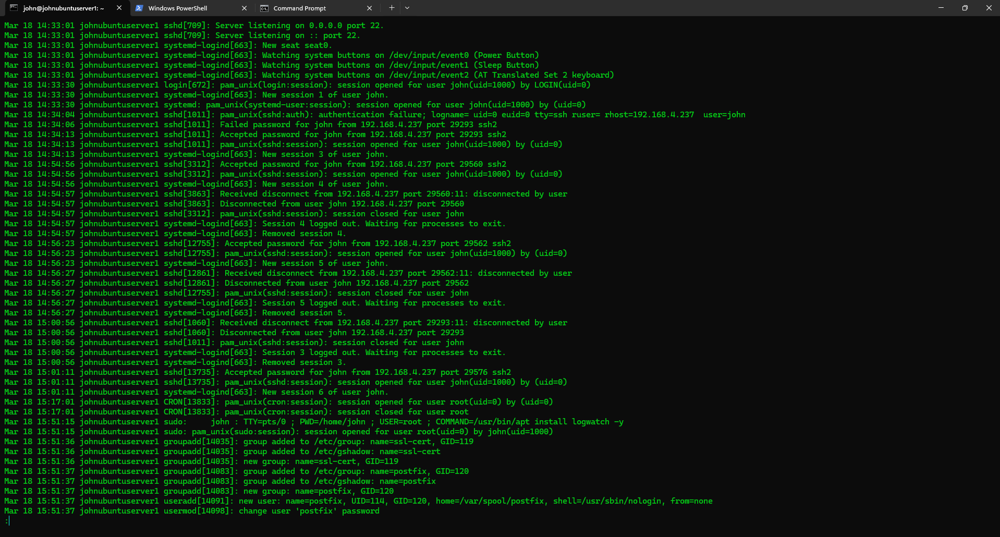 john@johnubuntuserver1: ~
Windows PowerShell
Command Prompt
Mar 18 14:33:01 johnubuntuserver1 sshd[709]: Server listening on 0.0.0.0 port 22.
Mar 18 14:33:01 johnubuntuserver1 sshd[709]: Server listening on :: port 22.
Mar 18 14:33:01 johnubuntuserver1 systemd-logind[663]: New seat seat0.
Mar 18 14:33:01 johnubuntuserver1 systemd-logind[663]: Watching system buttons on /dev/input/event0 (Power Button)
Mar 18 14:33:01 johnubuntuserver1 systemd-logind[663]: Watching system buttons on /dev/input/event1 (Sleep Button)
Mar 18 14:33:01 johnubuntuserver1 systemd-logind[663]: Watching system buttons on /dev/input/event2 (AT Translated Set 2 keyboard)
Mar 18 14:33:30 johnubuntuserver1 login[672]: pam_unix(login:session): session opened for user john(uid=1000) by LOGIN(uid=0)
Mar 18 14:33:30 johnubuntuserver1 systemd-logind[663]: New session 1 of user john.
Mar 18 14:33:30 johnubuntuserver1 systemd: pam_unix(systemd-user:session): session opened for user john(uid=1000) by (uid=0)
Mar 18 14:34:04 johnubuntuserver1 sshd[1011]: pam_unix(sshd:auth): authentication failure; logname= uid=0 euid=0 tty=ssh ruser= rhost=192.168.4.237  user=john
Mar 18 14:34:06 johnubuntuserver1 sshd[1011]: Failed password for john from 192.168.4.237 port 29293 ssh2
Mar 18 14:34:13 johnubuntuserver1 sshd[1011]: Accepted password for john from 192.168.4.237 port 29293 ssh2
Mar 18 14:34:13 johnubuntuserver1 sshd[1011]: pam_unix(sshd:session): session opened for user john(uid=1000) by (uid=0)
Mar 18 14:34:13 johnubuntuserver1 systemd-logind[663]: New session 3 of user john.
Mar 18 14:54:56 johnubuntuserver1 sshd[3312]: Accepted password for john from 192.168.4.237 port 29560 ssh2
Mar 18 14:54:56 johnubuntuserver1 sshd[3312]: pam_unix(sshd:session): session opened for user john(uid=1000) by (uid=0)
Mar 18 14:54:56 johnubuntuserver1 systemd-logind[663]: New session 4 of user john.
Mar 18 14:54:57 johnubuntuserver1 sshd[3863]: Received disconnect from 192.168.4.237 port 29560:11: disconnected by user
Mar 18 14:54:57 johnubuntuserver1 sshd[3863]: Disconnected from user john 192.168.4.237 port 29560
Mar 18 14:54:57 johnubuntuserver1 sshd[3312]: pam_unix(sshd:session): session closed for user john
Mar 18 14:54:57 johnubuntuserver1 systemd-logind[663]: Session 4 logged out. Waiting for processes to exit.
Mar 18 14:54:57 johnubuntuserver1 systemd-logind[663]: Removed session 4.
Mar 18 14:56:23 johnubuntuserver1 sshd[12755]: Accepted password for john from 192.168.4.237 port 29562 ssh2
Mar 18 14:56:23 johnubuntuserver1 sshd[12755]: pam_unix(sshd:session): session opened for user john(uid=1000) by (uid=0)
Mar 18 14:56:23 johnubuntuserver1 systemd-logind[663]: New session 5 of user john.
Mar 18 14:56:27 johnubuntuserver1 sshd[12861]: Received disconnect from 192.168.4.237 port 29562:11: disconnected by user
Mar 18 14:56:27 johnubuntuserver1 sshd[12861]: Disconnected from user john 192.168.4.237 port 29562
Mar 18 14:56:27 johnubuntuserver1 sshd[12755]: pam_unix(sshd:session): session closed for user john
Mar 18 14:56:27 johnubuntuserver1 systemd-logind[663]: Session 5 logged out. Waiting for processes to exit.
Mar 18 14:56:27 johnubuntuserver1 systemd-logind[663]: Removed session 5.
Mar 18 15:00:56 johnubuntuserver1 sshd[1060]: Received disconnect from 192.168.4.237 port 29293:11: disconnected by user
Mar 18 15:00:56 johnubuntuserver1 sshd[1060]: Disconnected from user john 192.168.4.237 port 29293
Mar 18 15:00:56 johnubuntuserver1 sshd[1011]: pam_unix(sshd:session): session closed for user john
Mar 18 15:00:56 johnubuntuserver1 systemd-logind[663]: Session 3 logged out. Waiting for processes to exit.
Mar 18 15:00:56 johnubuntuserver1 systemd-logind[663]: Removed session 3.
Mar 18 15:01:11 johnubuntuserver1 sshd[13735]: Accepted password for john from 192.168.4.237 port 29576 ssh2
Mar 18 15:01:11 johnubuntuserver1 sshd[13735]: pam_unix(sshd:session): session opened for user john(uid=1000) by (uid=0)
Mar 18 15:01:11 johnubuntuserver1 systemd-logind[663]: New session 6 of user john.
Mar 18 15:17:01 johnubuntuserver1 CRON[13833]: pam_unix(cron:session): session opened for user root(uid=0) by (uid=0)
Mar 18 15:17:01 johnubuntuserver1 CRON[13833]: pam_unix(cron:session): session closed for user root
Mar 18 15:51:15 johnubuntuserver1 sudo:     john : TTY=pts/0 ; PWD=/home/john ; USER=root ; COMMAND=/usr/bin/apt install logwatch -y
Mar 18 15:51:15 johnubuntuserver1 sudo: pam_unix(sudo:session): session opened for user root(uid=0) by john(uid=1000)
Mar 18 15:51:36 johnubuntuserver1 groupadd[14035]: group added to /etc/group: name=ssl-cert, GID=119
Mar 18 15:51:36 johnubuntuserver1 groupadd[14035]: group added to /etc/gshadow: name=ssl-cert
Mar 18 15:51:36 johnubuntuserver1 groupadd[14035]: new group: name=ssl-cert, GID=119
Mar 18 15:51:37 johnubuntuserver1 groupadd[14083]: group added to /etc/group: name=postfix, GID=120
Mar 18 15:51:37 johnubuntuserver1 groupadd[14083]: group added to /etc/gshadow: name=postfix
Mar 18 15:51:37 johnubuntuserver1 groupadd[14083]: new group: name=postfix, GID=120
Mar 18 15:51:37 johnubuntuserver1 useradd[14091]: new user: name=postfix, UID=114, GID=120, home=/var/spool/postfix, shell=/usr/sbin/nologin, from=none
Mar 18 15:51:37 johnubuntuserver1 usermod[14098]: change user 'postfix' password
: